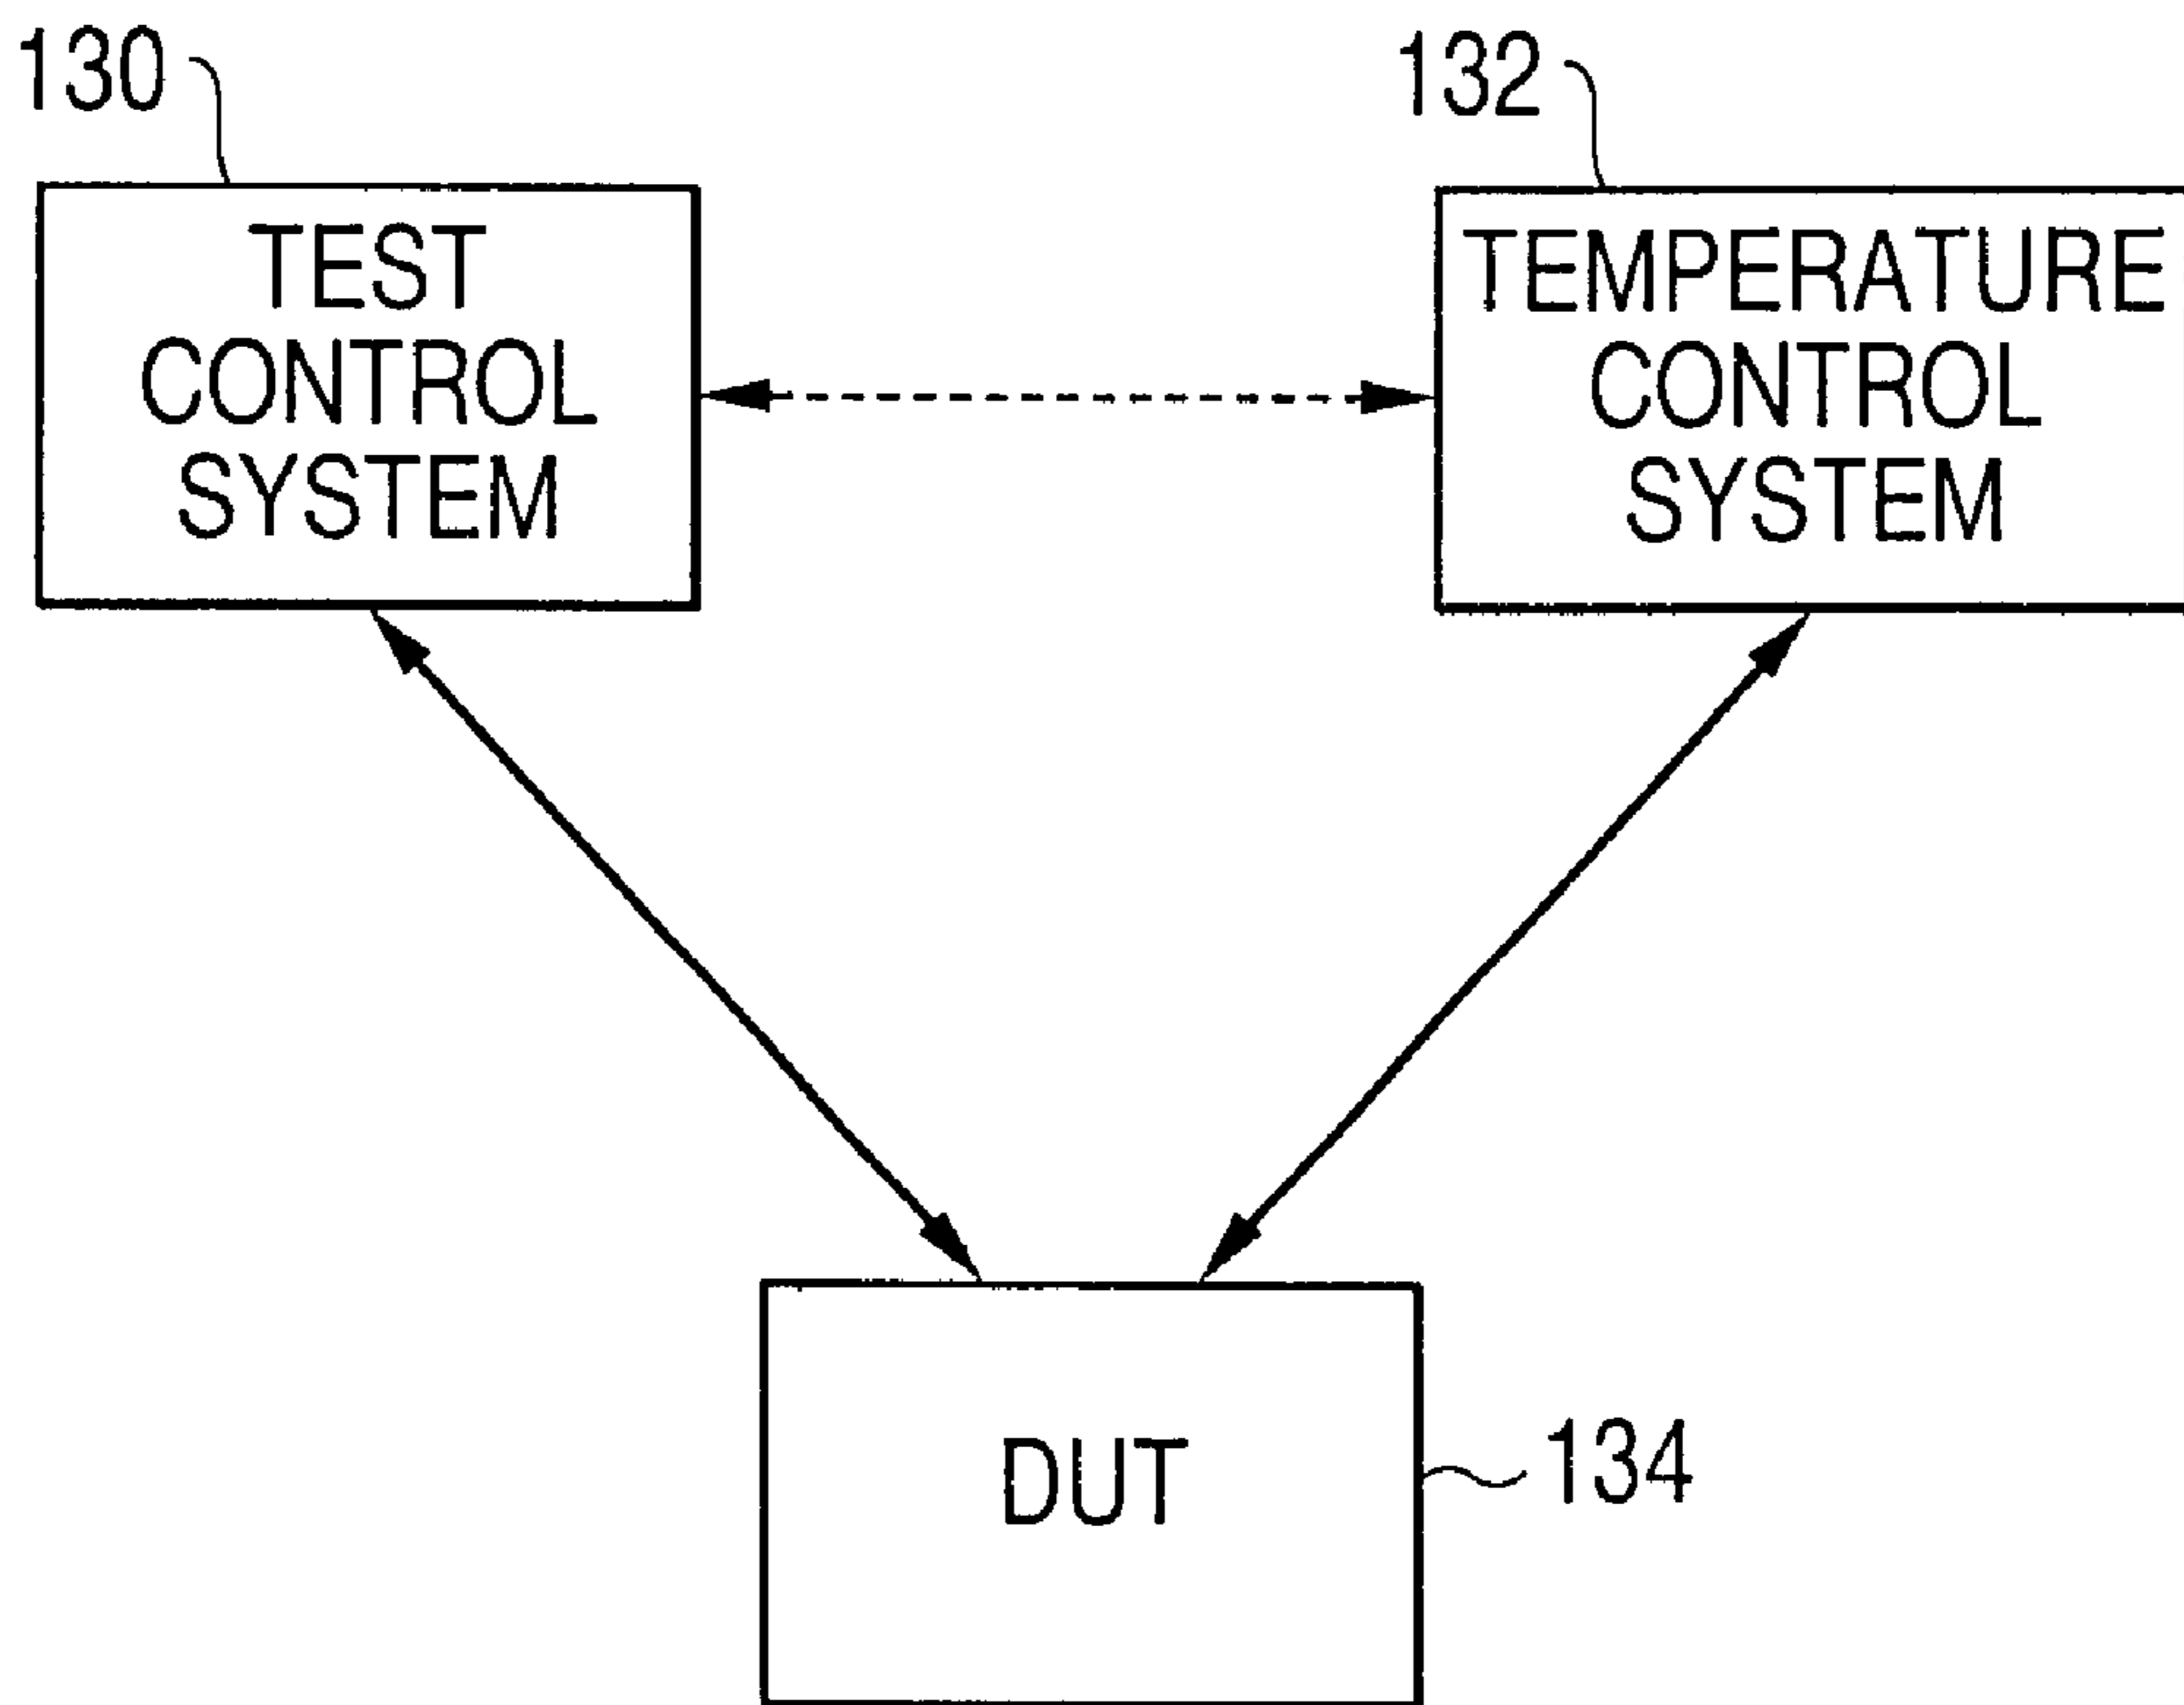 130
132
TEST
CONTROL
SYSTEM
TEMPERATURE
CONTROL
SYSTEM
DUT
134